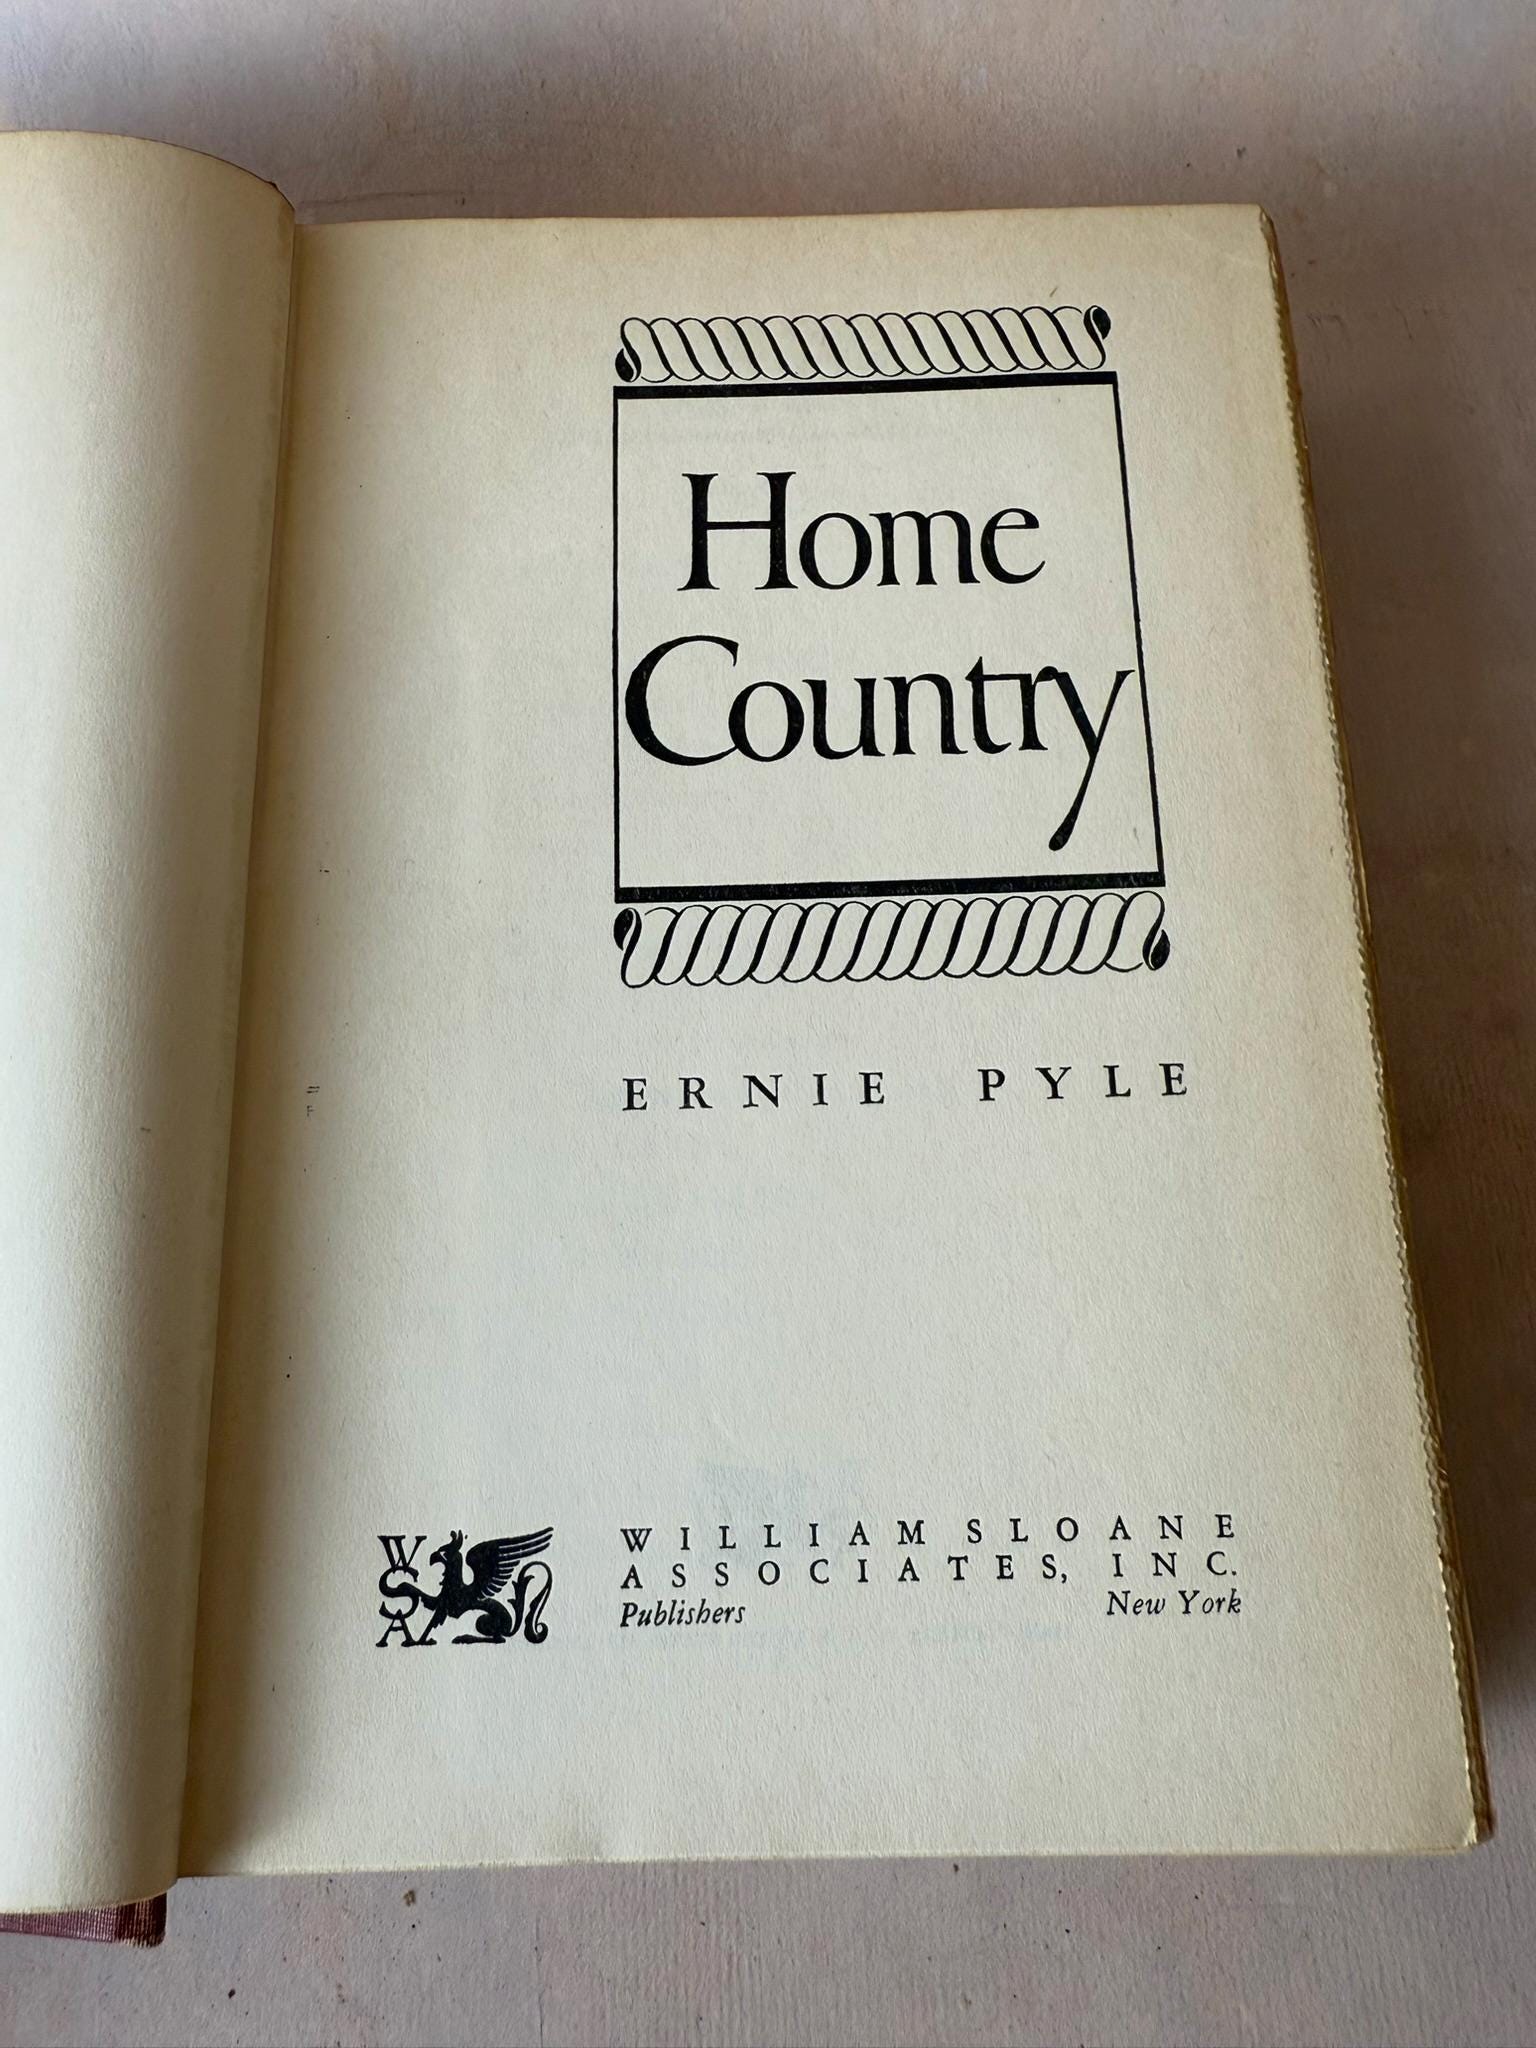 Home
Country
ERNIE PYLE
WSA
WILLIAM SLOANE
ASSOCIATES, INC.
Publishers New York